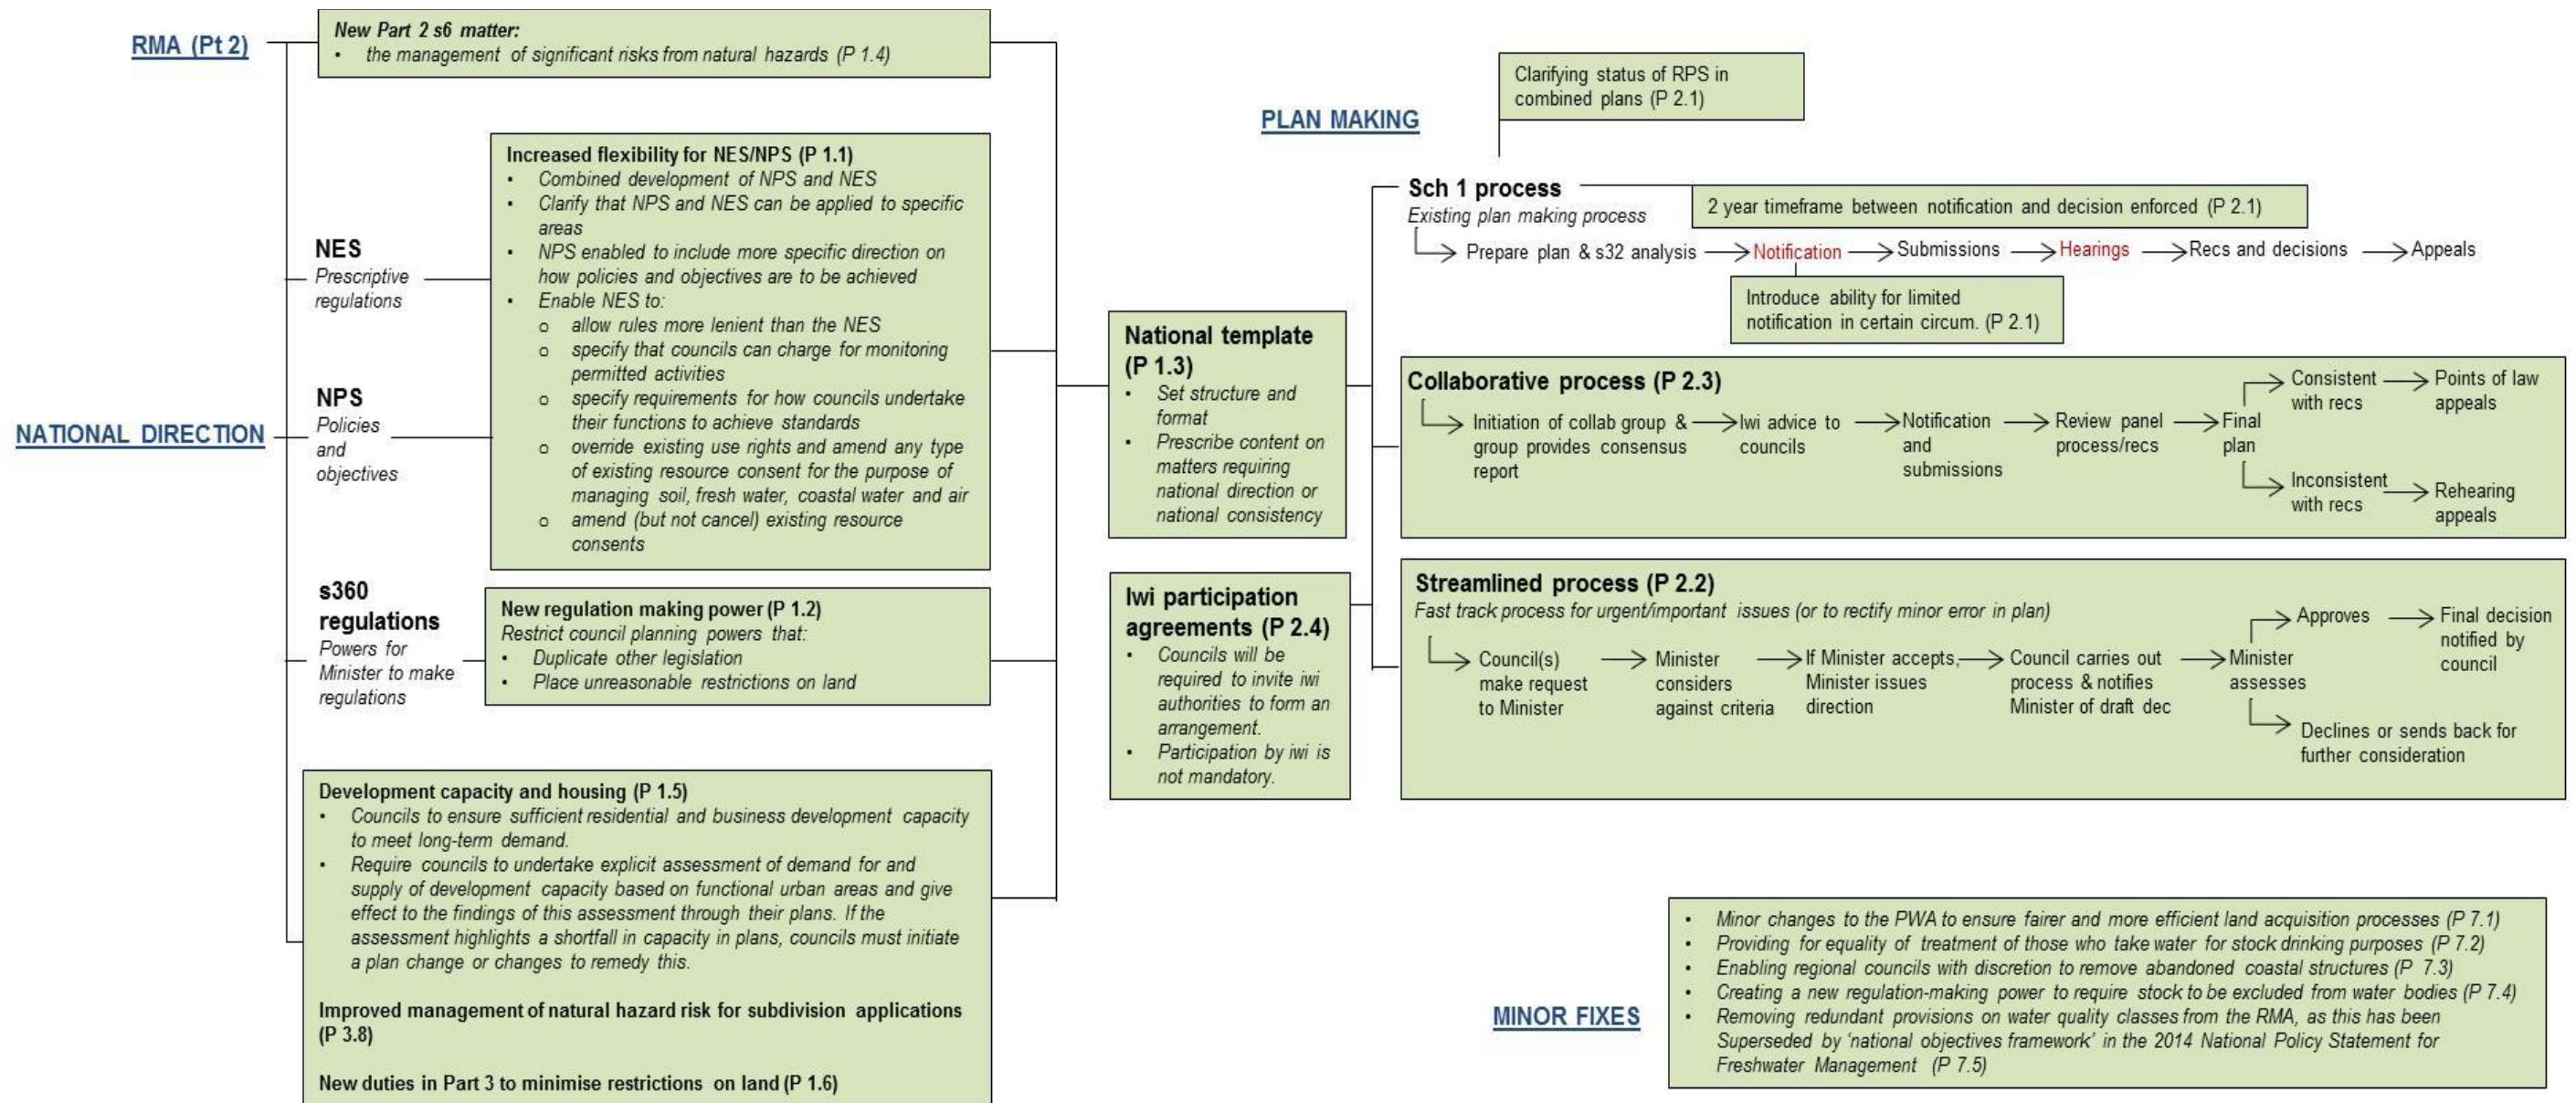 RMA (Pt 2)
New Part 2 s6 matter:
• the management of significant risks from natural hazards (P 1.4)
NATIONAL DIRECTION
NES
Prescriptive
regulations
NPS
Policies
and
objectives
Increased flexibility for NES/NPS (P 1.1)
• Combined development of NPS and NES
• Clarify that NPS and NES can be applied to specific
areas
• NPS enabled to include more specific direction on
how policies and objectives are to be achieved
• Enable NES to:
o allow rules more lenient than the NES
o specify that councils can charge for monitoring
permitted activities
o specify requirements for how councils undertake
their functions to achieve standards
o override existing use rights and amend any type
of existing resource consent for the purpose of
managing soil, fresh water, coastal water and air
o amend (but not cancel) existing resource
consents
s360
regulations
Powers for
Minister to make
regulations
New regulation making power (P 1.2)
Restrict council planning powers that:
• Duplicate other legislation
• Place unreasonable restrictions on land
Development capacity and housing (P 1.5)
• Councils to ensure sufficient residential and business development capacity
to meet long-term demand.
• Require councils to undertake explicit assessment of demand for and
supply of development capacity based on functional urban areas and give
effect to the findings of this assessment through their plans. If the
assessment highlights a shortfall in capacity in plans, councils must initiate
a plan change or changes to remedy this.
Improved management of natural hazard risk for subdivision applications
(P 3.8)
New duties in Part 3 to minimise restrictions on land (P 1.6)
National template
(P 1.3)
• Set structure and
format
• Prescribe content on
matters requiring
national direction or
national consistency
Iwi participation
agreements (P 2.4)
• Councils will be
required to invite iwi
authorities to form an
arrangement.
• Participation by iwi is
not mandatory.
PLAN MAKING
Clarifying status of RPS in
combined plans (P 2.1)
Sch 1 process
Existing plan making process
2 year timeframe between notification and decision enforced (P 2.1)
Prepare plan & s32 analysis
Notification
Submissions
Hearings
Recs and decisions
Appeals
Introduce ability for limited
notification in certain circum. (P 2.1)
Collaborative process (P 2.3)
Initiation of collab group &
group provides consensus
report
Iwi advice to
councils
Notification
and
submissions
Review panel
process/recs
Final
plan
Consistent
with recs
Points of law
appeals
Inconsistent
with recs
Rehearing
appeals
Streamlined process (P 2.2)
Fast track process for urgent/important issues (or to rectify minor error in plan)
Council(s)
make request
to Minister
Minister
considers
against criteria
If Minister accepts,
Minister issues
direction
Council carries out
process & notifies
Minister of draft dec
Minister
assesses
Approves
Final decision
notified by
council
Declines or sends back for
further consideration
MINOR FIXES
• Minor changes to the PWA to ensure fairer and more efficient land acquisition processes (P 7.1)
• Providing for equality of treatment of those who take water for stock drinking purposes (P 7.2)
• Enabling regional councils with discretion to remove abandoned coastal structures (P 7.3)
• Creating a new regulation-making power to require stock to be excluded from water bodies (P 7.4)
• Removing redundant provisions on water quality classes from the RMA, as this has been
Superseded by ‘national objectives framework’ in the 2014 National Policy Statement for
Freshwater Management (P 7.5)